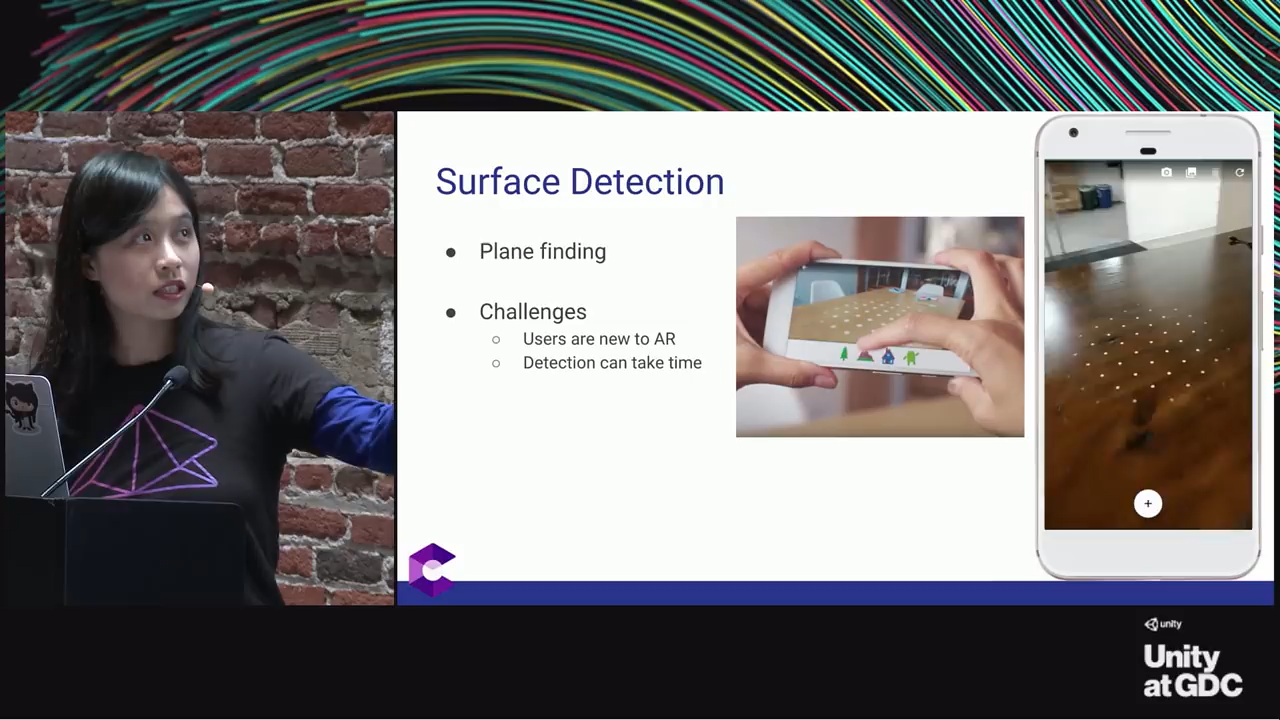 Surface Detection
Plane finding
Challenges
Users are new to AR
Detection can take time
unity
Unity
at GDC